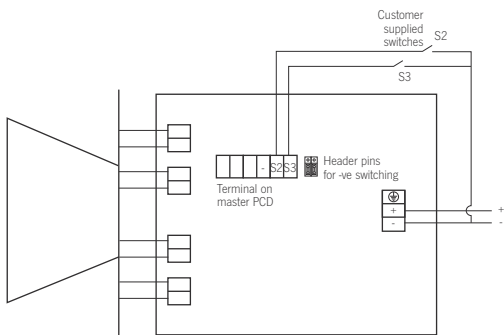 Customer
supplied
switches
S2
S3
- S2 S3
Header pins
for -ve switching
Terminal on
master PCD
+
-
+
-